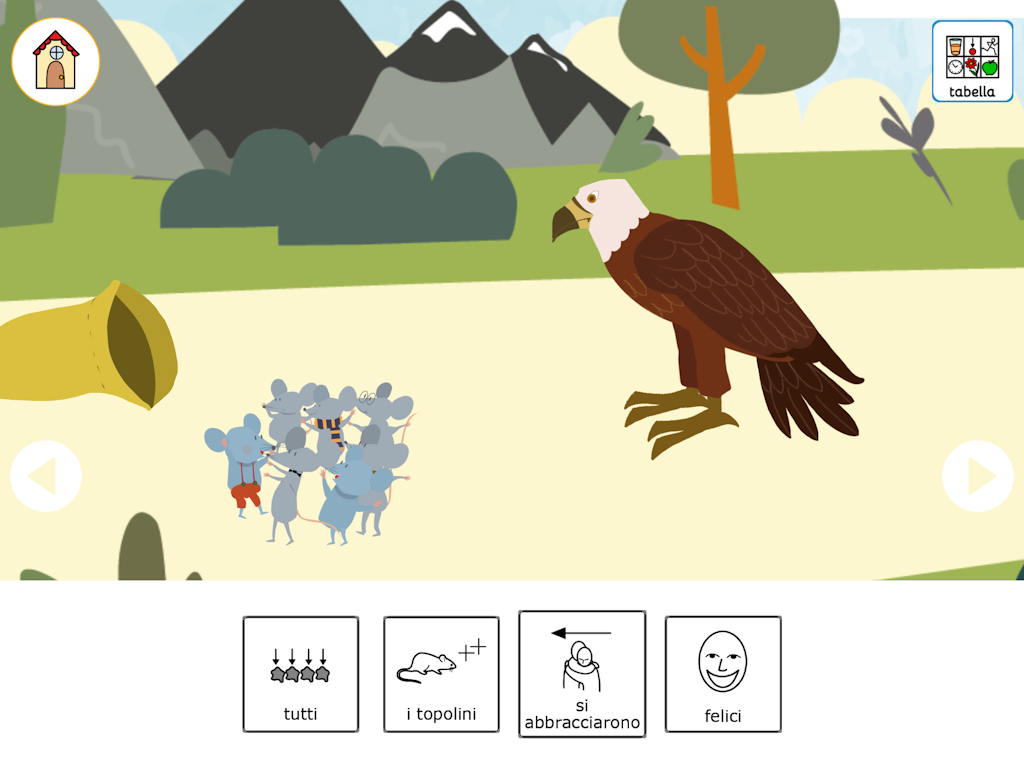 tabella
tutti
i topolini
si
abbracciarono
felici